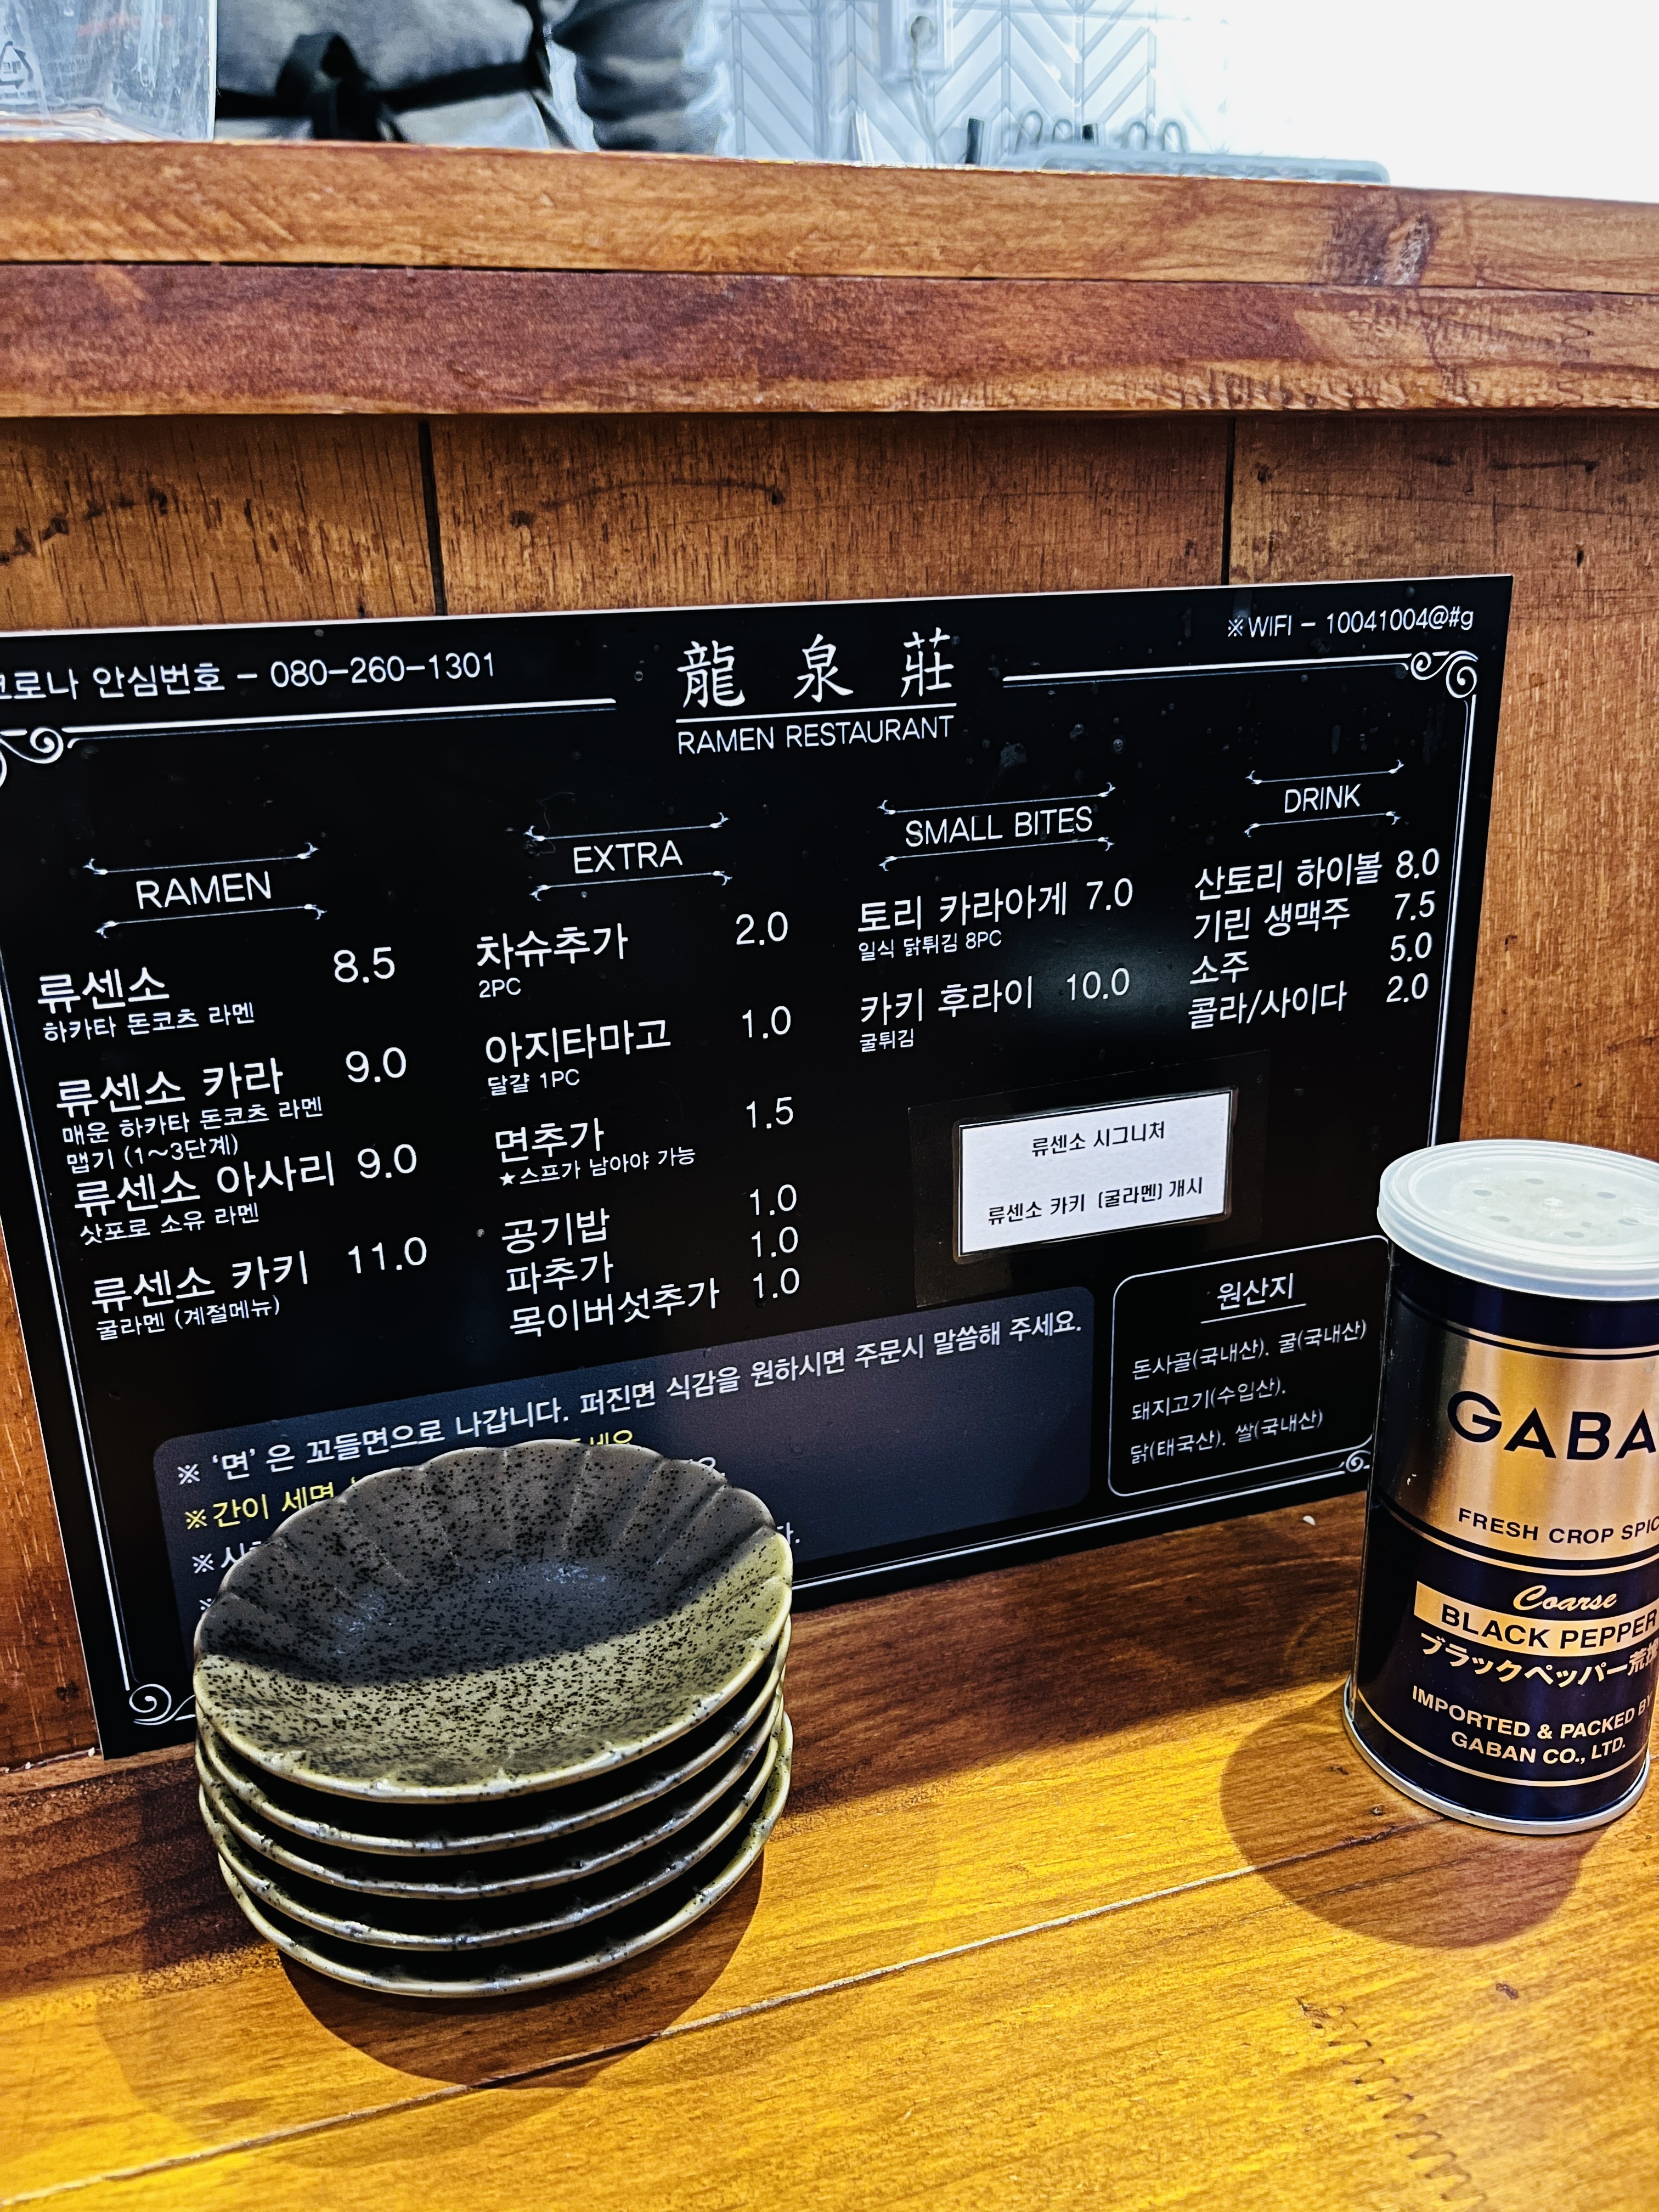 코로나 안심번호 - 080-260-1301
龍泉莊
RAMEN RESTAURANT
※WIFI - 10041004@#g
RAMEN
류센소 8.5
하카타 돈코츠 라멘
류센소 카라 9.0
매운 하카타 돈코츠 라멘
맵기 (1~3단계)
류센소 아사리 9.0
삿포로 소유 라멘
류센소 카키 11.0
굴라멘 (계절메뉴)
EXTRA
차슈추가 2.0
2PC
아지타마고 1.0
달걀 1PC
면추가 1.5
★스프가 남아야 가능
공기밥 1.0
파추가 1.0
목이버섯추가 1.0
SMALL BITES
토리 카라아게 7.0
일식 닭튀김 8PC
카키 후라이 10.0
굴튀김
DRINK
산토리 하이볼 8.0
기린 생맥주 7.5
소주 5.0
콜라/사이다 2.0
류센소 시그니처
류센소 카키 (굴라멘) 개시
※ '면' 은 꼬들면으로 나갑니다. 퍼진면 식감을 원하시면 주문시 말씀해 주세요.
※간이 세면
※
원산지
돈사골(국내산). 굴(국내산)
돼지고기(수입산).
닭(태국산). 쌀(국내산)
GABA
FRESH CROP SPIC
Coarse
BLACK PEPPER
ブラックペッパー荒挽
IMPORTED & PACKED BY
GABAN CO., LTD.